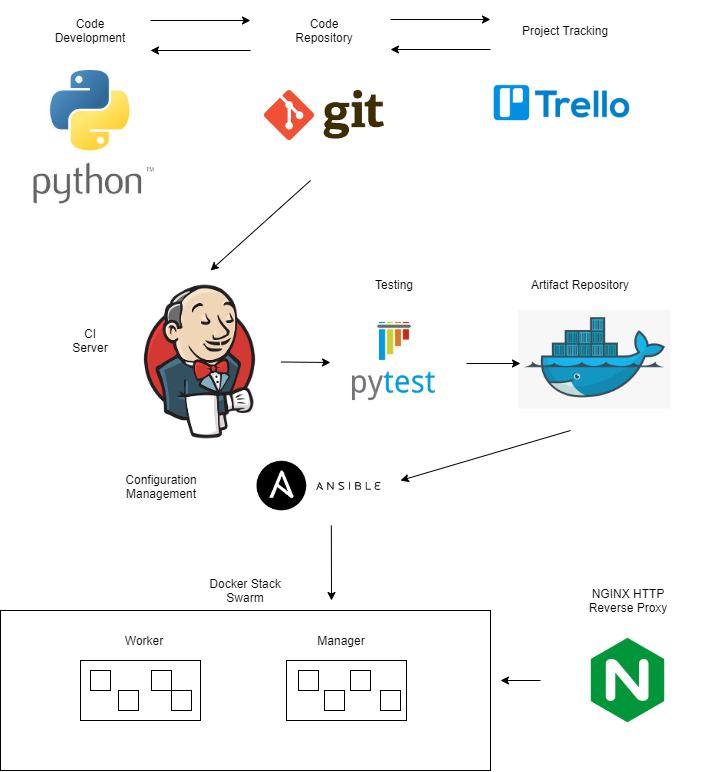 Code
Development
Code
Repository
Project Tracking
python™
git
Trello
CI
Server
Testing
pytest
Artifact Repository
Configuration
Management
A
ANSIBLE
Docker Stack
Swarm
NGINX HTTP
Reverse Proxy
Worker
Manager
N